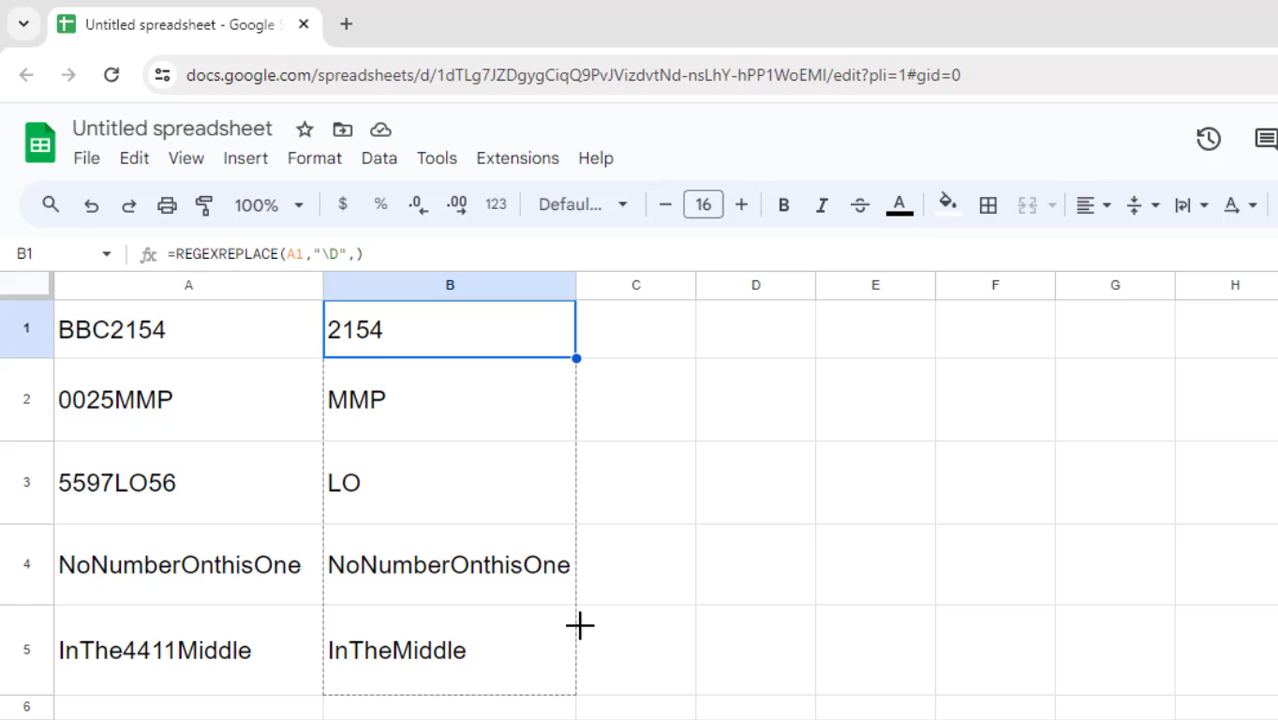 Untitled spreadsheet - Google S
docs.google.com/spreadsheets/d/1dTLg7JZDgygCiqQ9PvJVizdvtNd-nsLhY-hPP1WoEMI/edit?pli=1#gid=0
Untitled spreadsheet
File Edit View Insert Format Data Tools Extensions Help
100% $ % .0 .00 123 Defaul... 16 B I A A
B1 fx =REGEXREPLACE(A1,"\D",)
A B C D E F G H
1 BBC2154 2154
2 0025MMP MMP
3 5597LO56 LO
4 NoNumberOnthisOne NoNumberOnthisOne
5 InThe4411Middle InTheMiddle
6